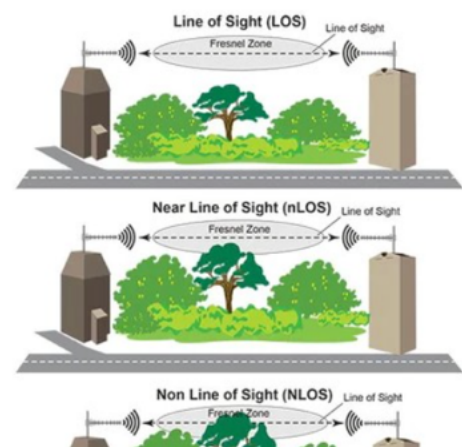 Line of Sight (LOS)
Line of Sight
Fresnel Zone
Near Line of Sight (nLOS)
Line of Sight
Fresnel Zone
Non Line of Sight (NLOS)
Line of Sight
Fresnel Zone